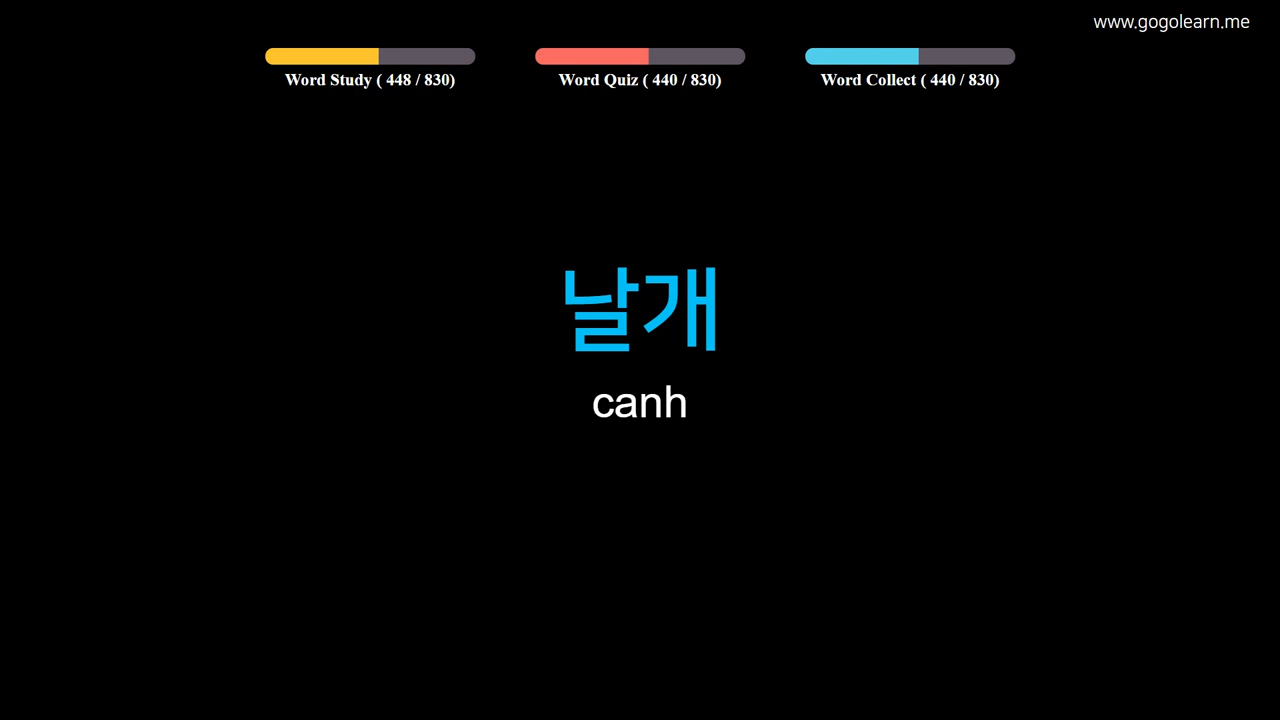 www.gogolearn.me
Word Study ( 448 / 830)
Word Quiz ( 440 / 830)
Word Collect ( 440 / 830)
날개
canh